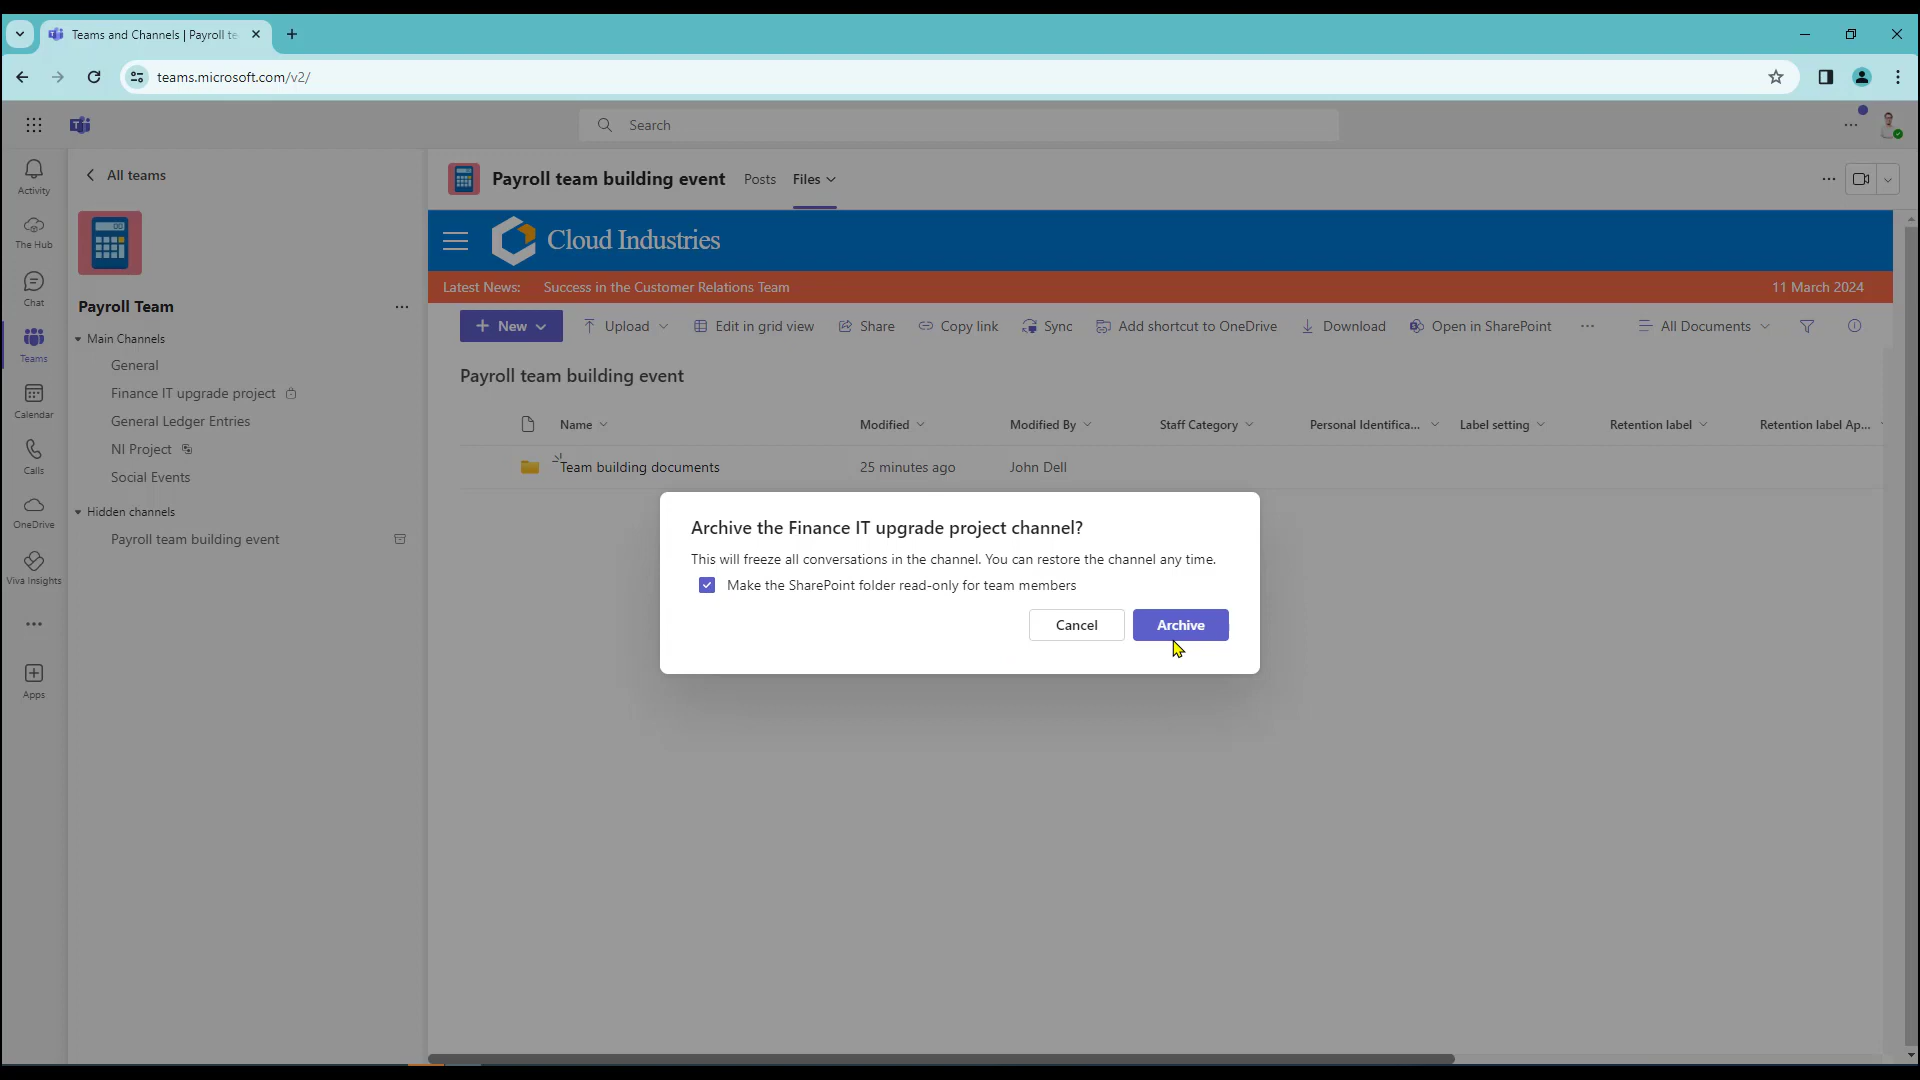 Teams and Channels | Payroll te
teams.microsoft.com/v2/
Search
Activity
The Hub
Chat
Teams
Calendar
Calls
OneDrive
Viva Insights
Apps
All teams
Payroll Team
Main Channels
General
Finance IT upgrade project
General Ledger Entries
NI Project
Social Events
Hidden channels
Payroll team building event
Payroll team building event Posts Files
Cloud Industries
Latest News: Success in the Customer Relations Team 11 March 2024
New Upload Edit in grid view Share Copy link Sync Add shortcut to OneDrive Download Open in SharePoint All Documents
Payroll team building event
Name Modified Modified By Staff Category Personal Identifica... Label setting Retention label Retention label Ap...
Team building documents 25 minutes ago John Dell
Archive the Finance IT upgrade project channel?
This will freeze all conversations in the channel. You can restore the channel any time.
Make the SharePoint folder read-only for team members
Cancel Archive